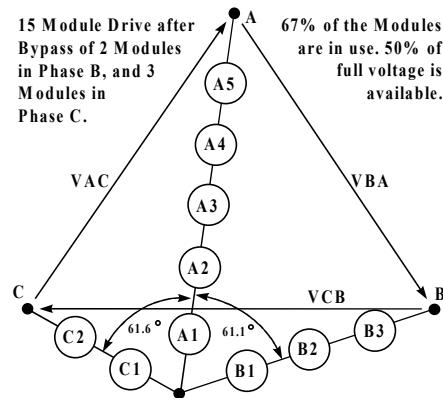 15 Module Drive after
Bypass of 2 Modules
in Phase B, and 3
Modules in
Phase C.
A
67% of the Modules
are in use. 50% of
full voltage is
available.
A5
A4
VAC
VBA
A3
A2
C
VCB
B
C2
61.6°
A1
61.1°
B3
B2
C1
B1